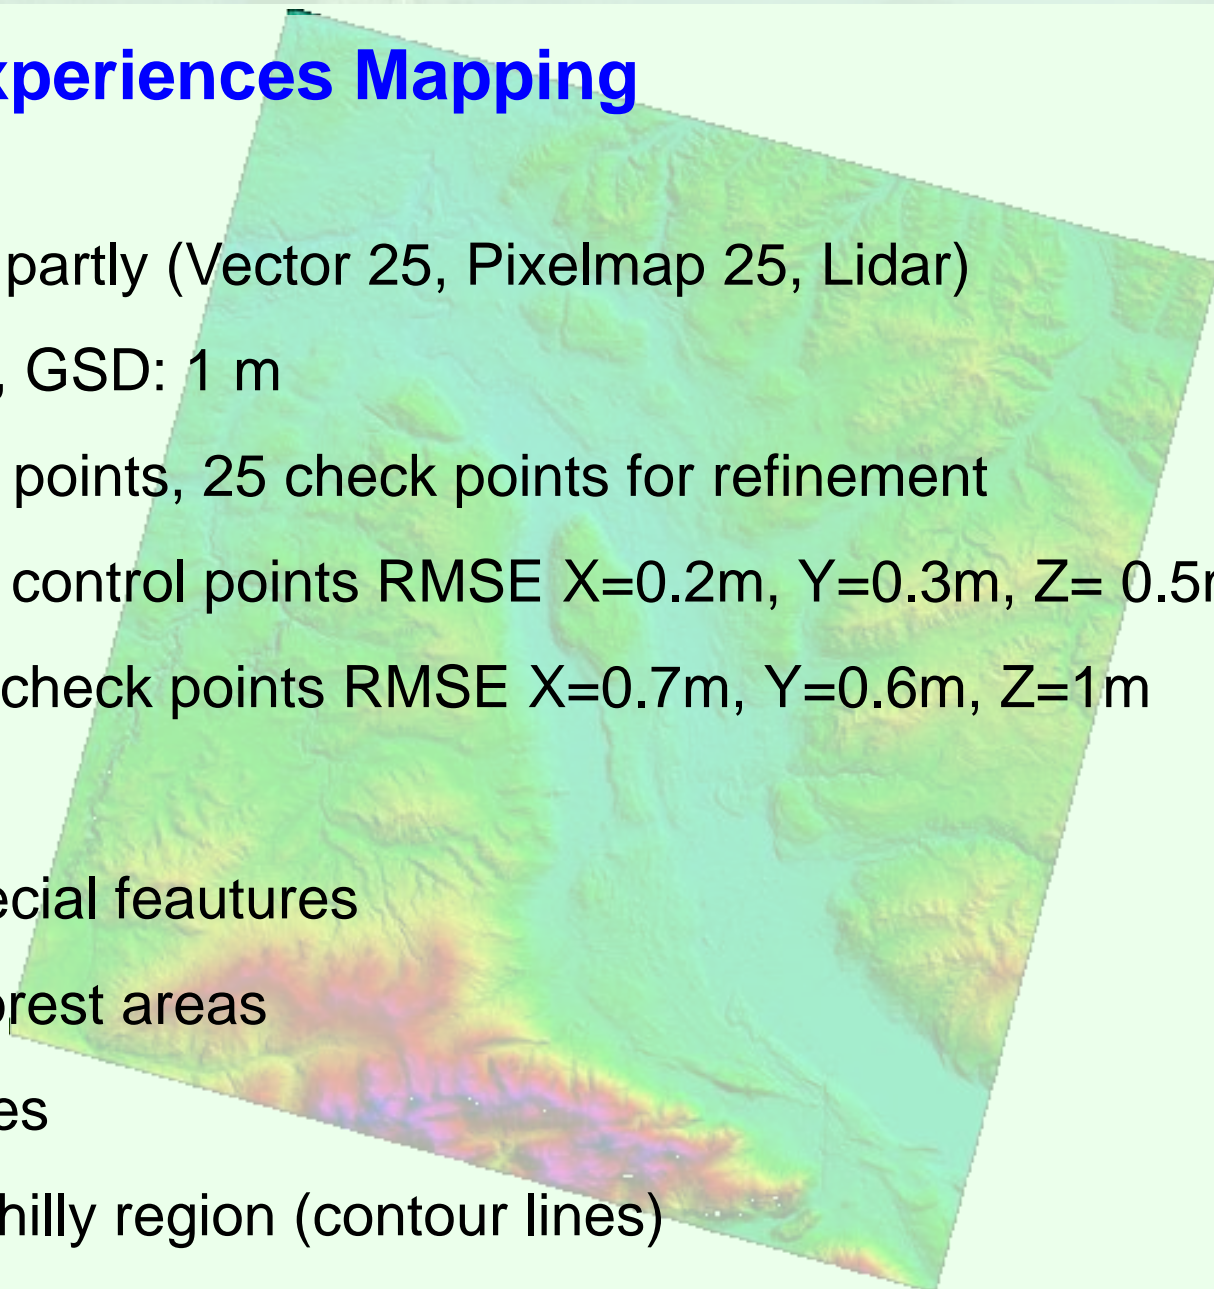 xperiences Mapping
partly (Vector 25, Pixelmap 25, Lidar)
, GSD: 1 m
points, 25 check points for refinement
control points RMSE X=0.2m, Y=0.3m, Z= 0.5m
check points RMSE X=0.7m, Y=0.6m, Z=1m
ecial feautures
orest areas
es
hilly region (contour lines)